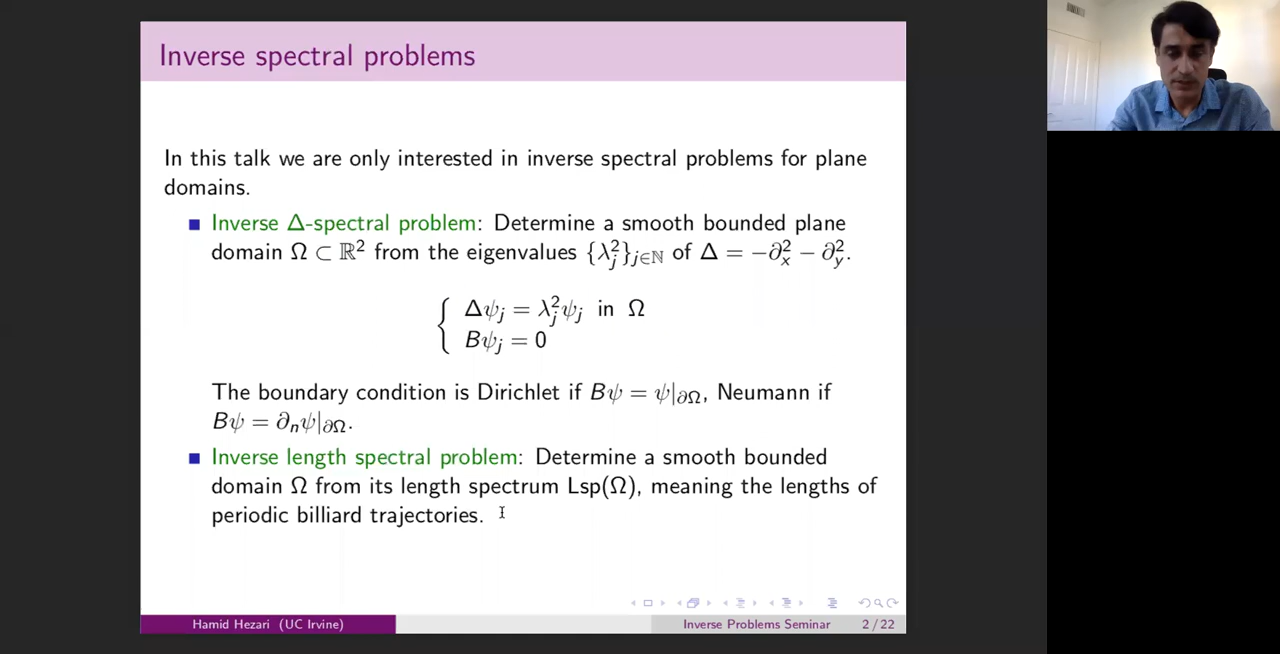 Inverse spectral problems
In this talk we are only interested in inverse spectral problems for plane
domains.
Inverse Δ-spectral problem: Determine a smooth bounded plane
domain Ω ⊂ ℝ² from the eigenvalues {λ_j²}_{j∈ℕ} of Δ = −∂_x² − ∂_y².
Δψ_j = λ_j²ψ_j in Ω
Bψ_j = 0
The boundary condition is Dirichlet if Bψ = ψ|_{∂Ω}, Neumann if
Bψ = ∂_nψ|_{∂Ω}.
Inverse length spectral problem: Determine a smooth bounded
domain Ω from its length spectrum Lsp(Ω), meaning the lengths of
periodic billiard trajectories.
Hamid Hezari (UC Irvine) Inverse Problems Seminar 2 / 22